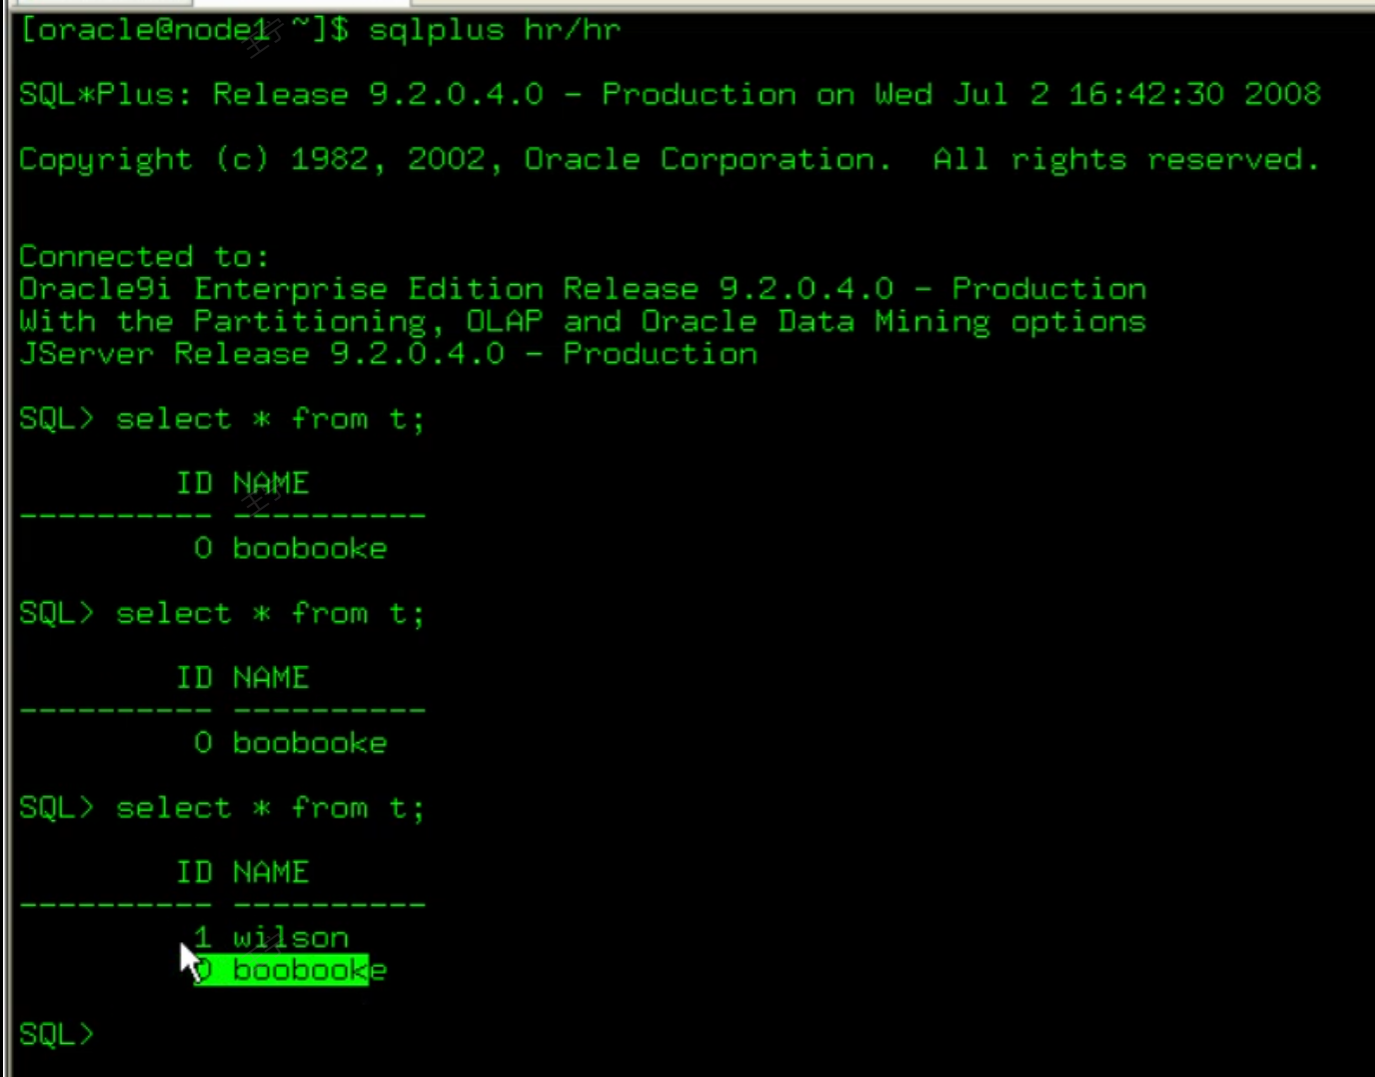 [oracle@node1 ~]$ sqlplus hr/hr
SQL*Plus: Release 9.2.0.4.0 - Production on Wed Jul 2 16:42:30 2008
Copyright (c) 1982, 2002, Oracle Corporation.  All rights reserved.
Connected to:
Oracle9i Enterprise Edition Release 9.2.0.4.0 - Production
With the Partitioning, OLAP and Oracle Data Mining options
JServer Release 9.2.0.4.0 - Production
SQL> select * from t;
ID NAME
---------- ----------
0 boobooke
SQL> select * from t;
ID NAME
---------- ----------
0 boobooke
SQL> select * from t;
ID NAME
---------- ----------
1 wilson
0 boobooke
SQL>